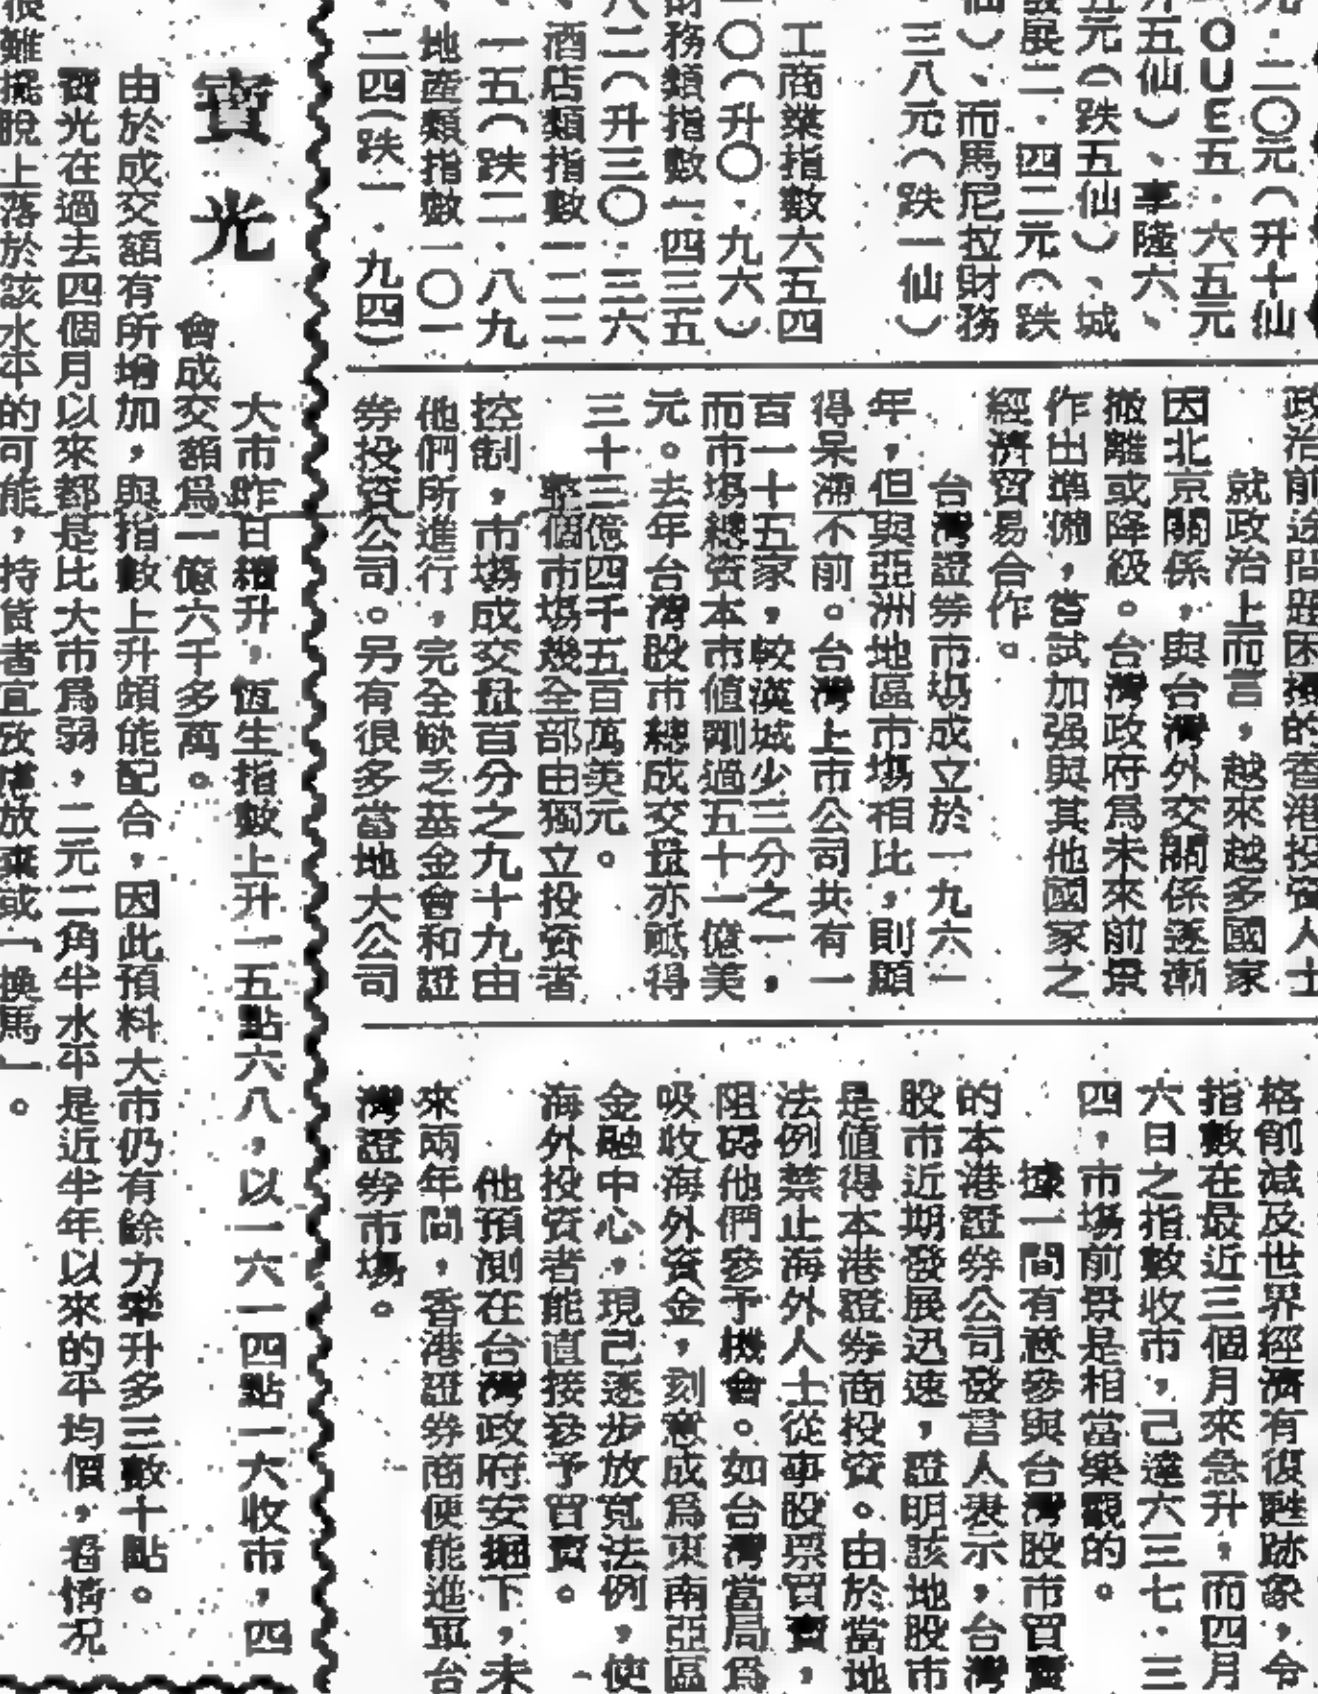 元．二〇元（升十仙
ＯＵＥ五．六五元
升五仙）、韋隆六、
五元（跌五仙）、城
發展二．四二元（跌
仙）、而馬尼拉財務
三八元（跌一仙）
工商業指數六五四
一〇（升〇．九六）
財務類指數一四三五
八二（升三〇．三六
、酒店類指數一二二
一五（跌二．八九
、地產類指數一〇一
．二四（跌一．九四）
政治前途問題困擾的香港投資人士
就政治上而言，越來越多國家
因北京關係，與台灣外交關係逐漸
撤離或降級。台灣政府爲未來前景
作出準備，嘗試加强與其他國家之
經濟貿易合作。
台灣證券市場成立於一九六一
年，但與亞洲地區市場相比，則顯
得呆滯不前。台灣上市公司共有一
百一十五家，較漢城少三分之一，
而市場總資本市值剛過五十一億美
元。去年台灣股市總成交量亦祇得
三十三億四千五百萬美元。
整個市場幾全部由獨立投資者
控制，市場成交量百分之九十九由
他們所進行，完全缺乏基金會和證
券投資公司。另有很多當地大公司
格削減及世界經濟有復甦跡象，令
指數在最近三個月來急升，而四月
六日之指數收市，己達六三七．三
四，市場前景是相當樂觀的。
據一間有意參與台灣股市買賣
的本港證券公司發言人表示，台灣
股市近期發展迅速，證明該地股市
是值得本港證券商投資。由於當地
法例禁止海外人士從事股票買賣，
阻碍他們參予機會。如台灣當局爲
吸收海外資金，刻意成爲東南亞區
金融中心，現己逐步放寬法例，使
海外投資者能直接參予買賣。
他預測在台灣政府安排下，未
來兩年間，香港證券商便能進軍台
灣證券市場。
寶光
大市昨日續升，恆生指數上升一五點六八，以一六一四點一六收市，四
會成交額爲二億六千多萬。
由於成交額有所增加，與指數上升頗能配合，因此預料大市仍有餘力攀升多三數十點。
寶光在過去四個月以來都是比大市爲弱，二元二角半水平是近半年以來的平均價，看情况
很難擺脫上落於該水平的可能，持貨者宜放棄或「換馬」。